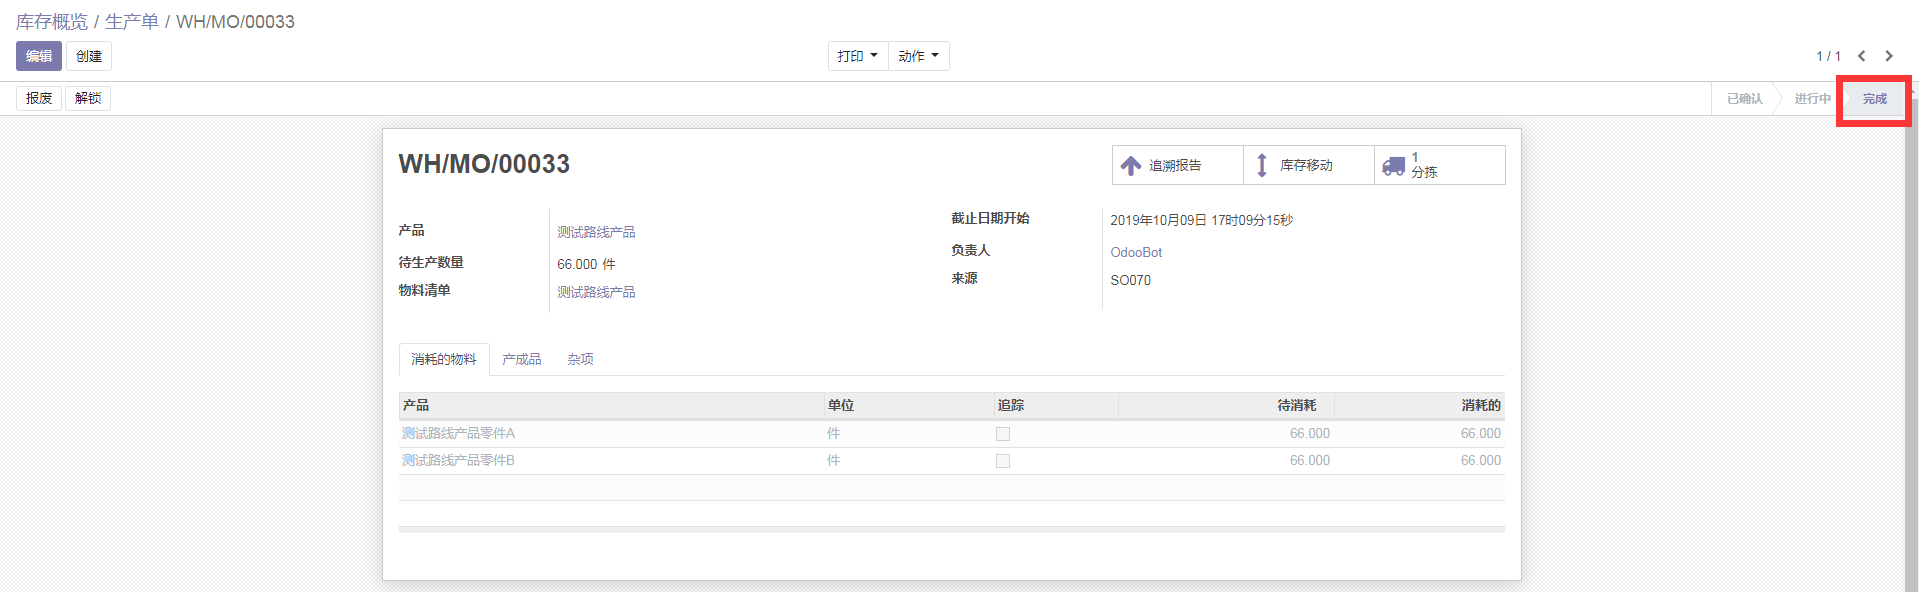 库存概览 / 生产单 / WH/MO/00033
编辑 创建 打印 动作 1 / 1
报废 解锁 已确认 进行中 完成
WH/MO/00033
追溯报告 库存移动 1 分拣
产品 测试路线产品
待生产数量 66.000 件
物料清单 测试路线产品
截止日期开始 2019年10月09日 17时09分15秒
负责人 OdooBot
来源 SO070
消耗的物料 产成品 杂项
产品 单位 追踪 待消耗 消耗的
测试路线产品零件A 件 66.000 66.000
测试路线产品零件B 件 66.000 66.000